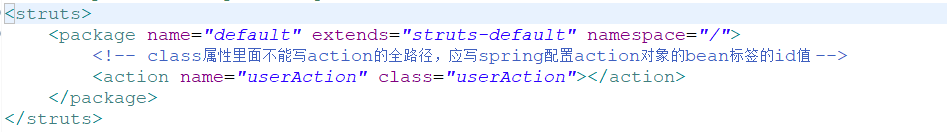 <struts>
<package name="default" extends="struts-default" namespace="/">
<!-- class属性里面不能写action的全路径，应写spring配置action对象的bean标签的id值 -->
<action name="userAction" class="userAction"></action>
</package>
</struts>